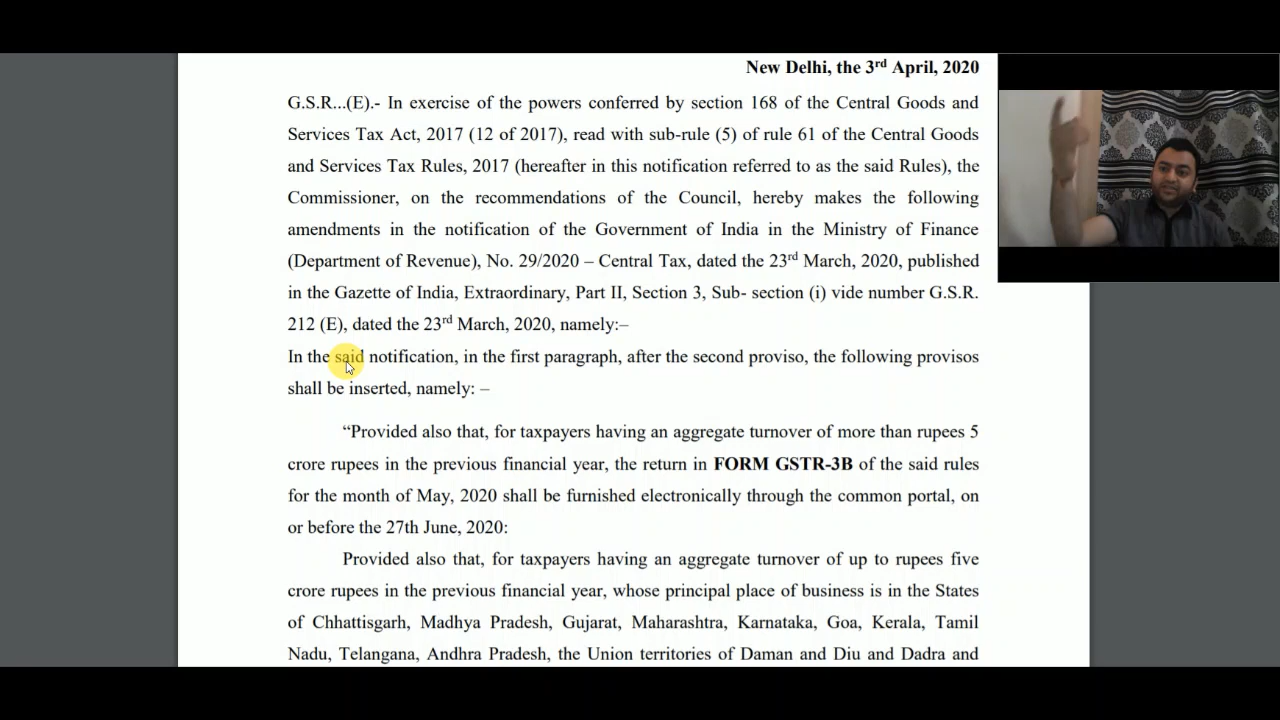 New Delhi, the 3rd April, 2020
G.S.R...(E).- In exercise of the powers conferred by section 168 of the Central Goods and
Services Tax Act, 2017 (12 of 2017), read with sub-rule (5) of rule 61 of the Central Goods
and Services Tax Rules, 2017 (hereafter in this notification referred to as the said Rules), the
Commissioner, on the recommendations of the Council, hereby makes the following
amendments in the notification of the Government of India in the Ministry of Finance
(Department of Revenue), No. 29/2020 – Central Tax, dated the 23rd March, 2020, published
in the Gazette of India, Extraordinary, Part II, Section 3, Sub- section (i) vide number G.S.R.
212 (E), dated the 23rd March, 2020, namely:–
In the said notification, in the first paragraph, after the second proviso, the following provisos
shall be inserted, namely: –
“Provided also that, for taxpayers having an aggregate turnover of more than rupees 5
crore rupees in the previous financial year, the return in FORM GSTR-3B of the said rules
for the month of May, 2020 shall be furnished electronically through the common portal, on
or before the 27th June, 2020:
Provided also that, for taxpayers having an aggregate turnover of up to rupees five
crore rupees in the previous financial year, whose principal place of business is in the States
of Chhattisgarh, Madhya Pradesh, Gujarat, Maharashtra, Karnataka, Goa, Kerala, Tamil
Nadu, Telangana, Andhra Pradesh, the Union territories of Daman and Diu and Dadra and